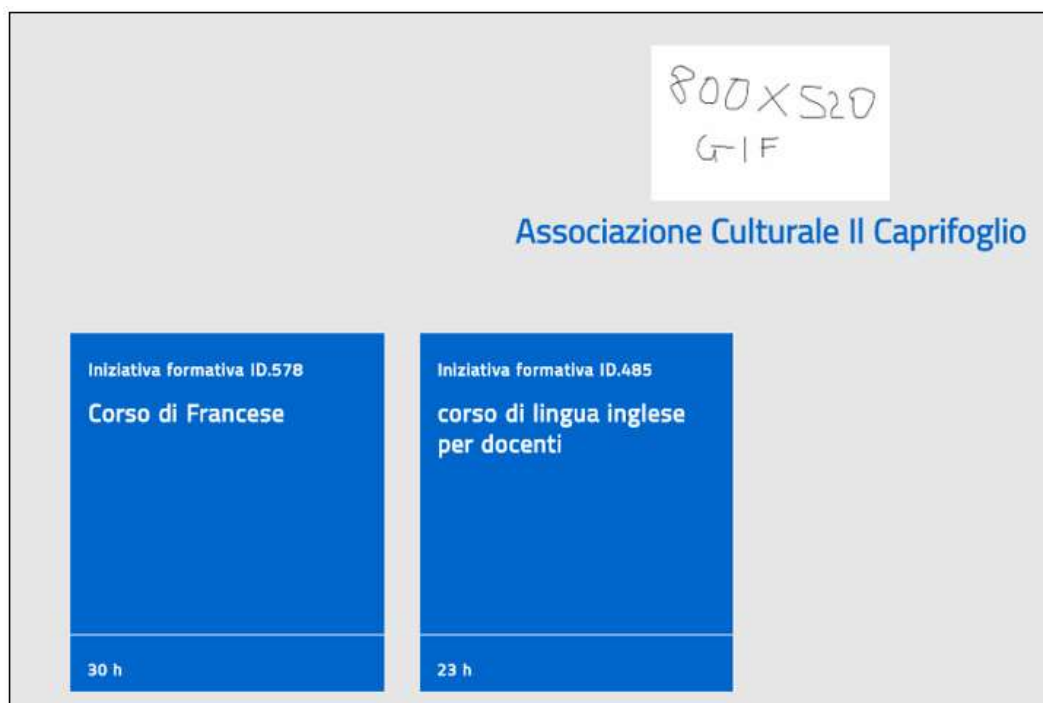 800X520
GIF
Associazione Culturale Il Caprifoglio
Iniziativa formativa ID.578
Corso di Francese
30 h
Iniziativa formativa ID.485
corso di lingua inglese
per docenti
23 h